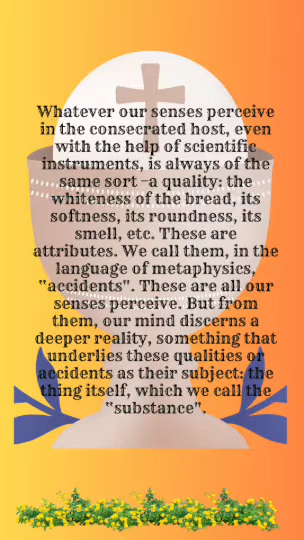 Whatever our senses perceive
in the consecrated host, even
with the help of scientific
instruments, is always of the
same sort –a quality: the
whiteness of the bread, its
softness, its roundness, its
smell, etc. These are
attributes. We call them, in the
language of metaphysics,
"accidents". These are all our
senses perceive. But from
them, our mind discerns a
deeper reality, something that
underlies these qualities or
accidents as their subject: the
thing itself, which we call the
"substance".